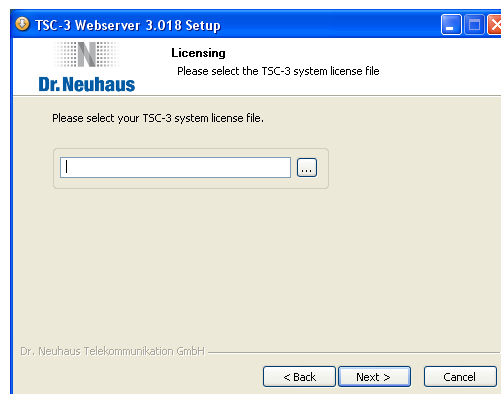 TSC-3 Webserver 3.018 Setup
N
Dr. Neuhaus
Licensing
Please select the TSC-3 system license file
Please select your TSC-3 system license file.
...
Dr. Neuhaus Telekommunikation GmbH
< Back
Next >
Cancel